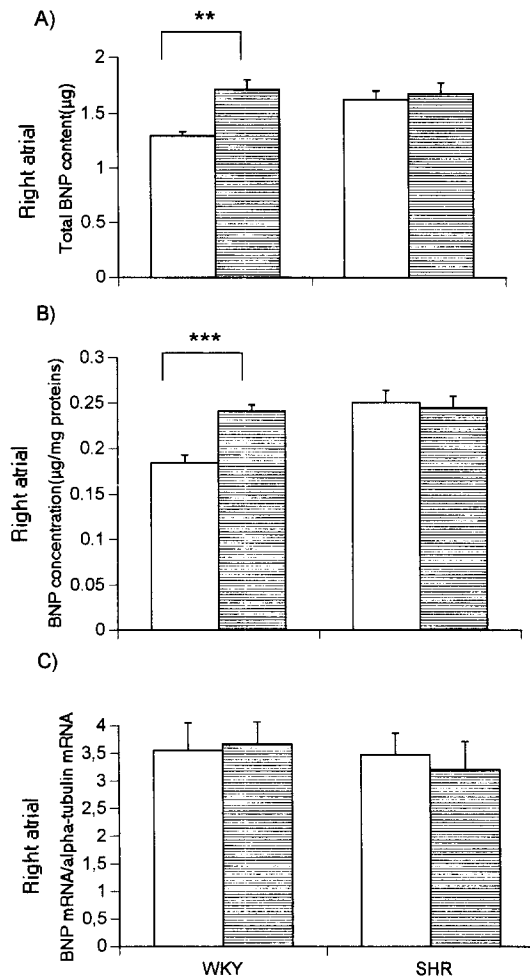 A)
**
Right atrial
Total BNP content(µg)
2
1.5
1
0.5
0
B)
***
Right atrial
BNP concentration(µg/mg proteins)
0.3
0.25
0.2
0.15
0.1
0.05
0
C)
Right atrial
BNP mRNA/alpha-tubulin mRNA
4
3,5
3
2,5
2
1,5
1
0,5
0
WKY SHR